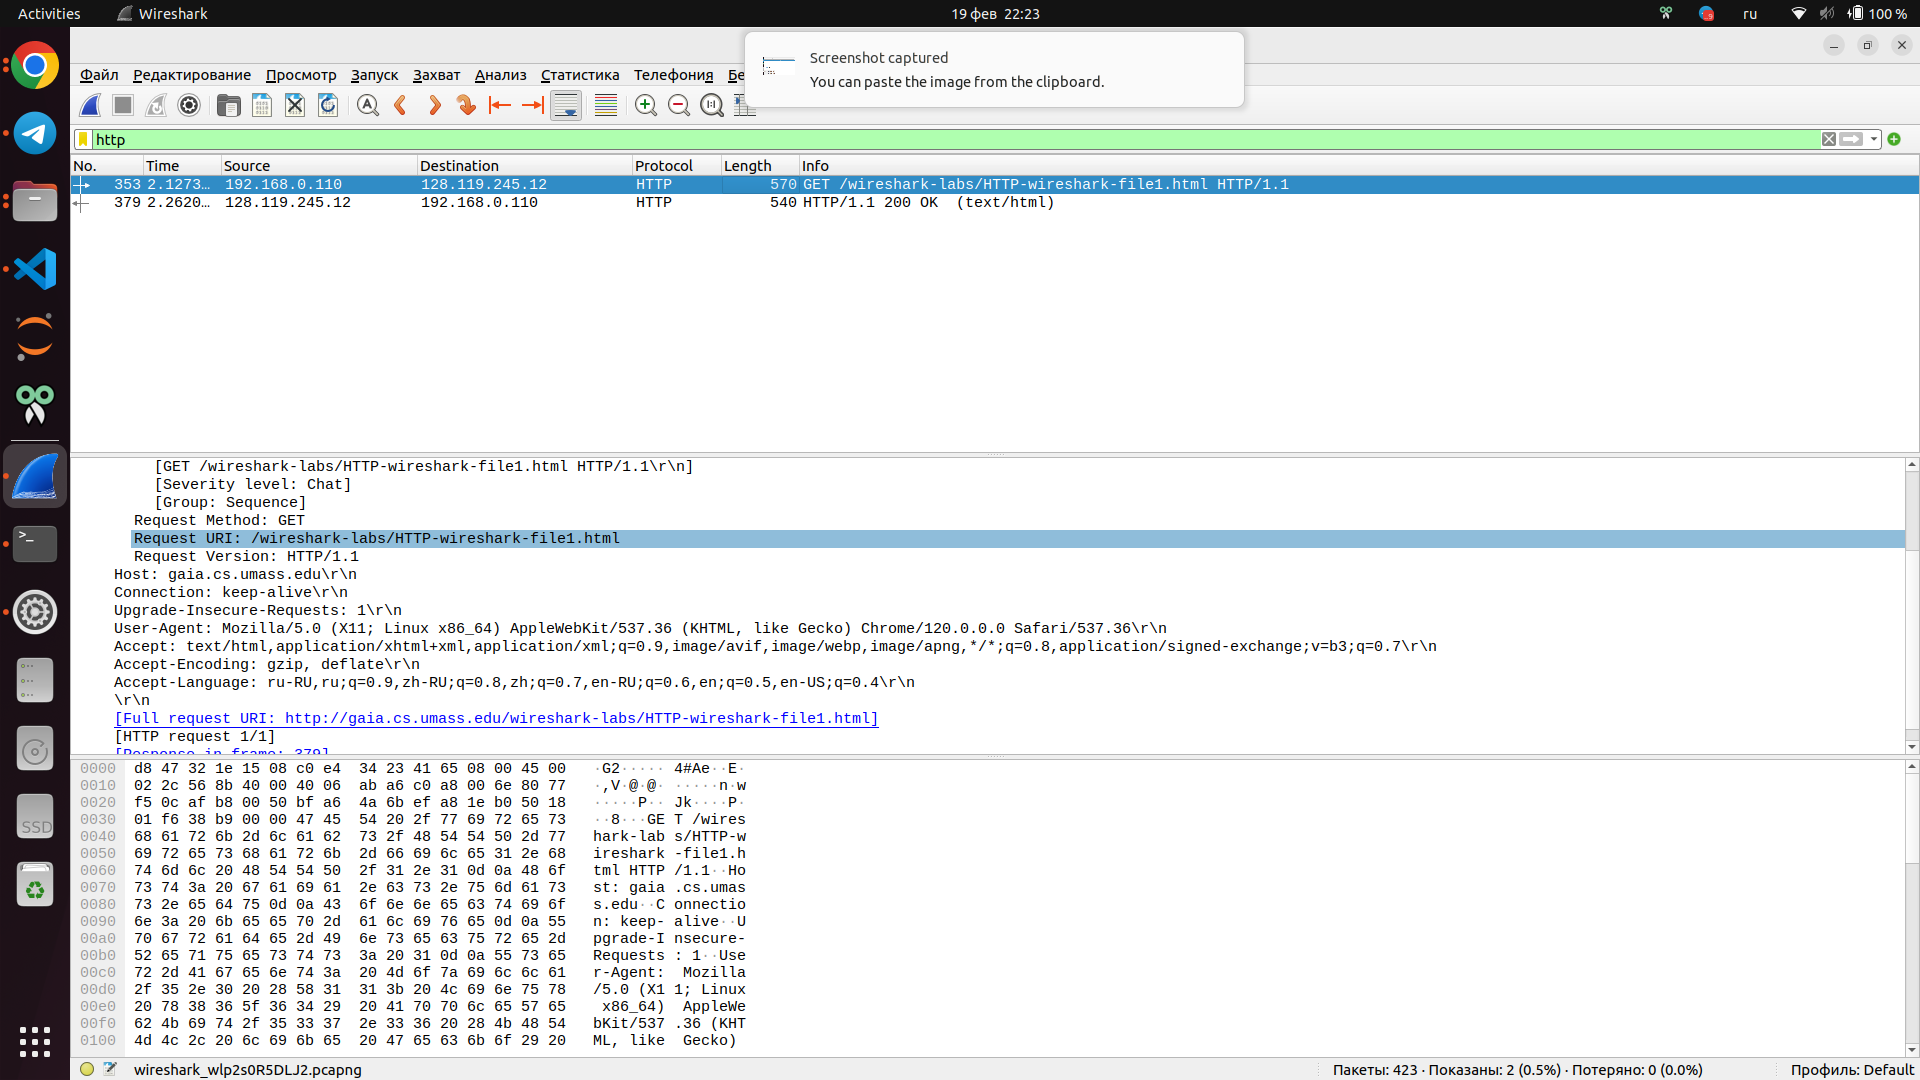 Activities Wireshark 19 фев 22:23 ru 100 %
Screenshot captured
You can paste the image from the clipboard.
Файл Редактирование Просмотр Запуск Захват Анализ Статистика Телефония Бе
http
No. Time Source Destination Protocol Length Info
353 2.1273… 192.168.0.110 128.119.245.12 HTTP 570 GET /wireshark-labs/HTTP-wireshark-file1.html HTTP/1.1
379 2.2620… 128.119.245.12 192.168.0.110 HTTP 540 HTTP/1.1 200 OK  (text/html)
[GET /wireshark-labs/HTTP-wireshark-file1.html HTTP/1.1\r\n]
[Severity level: Chat]
[Group: Sequence]
Request Method: GET
Request URI: /wireshark-labs/HTTP-wireshark-file1.html
Request Version: HTTP/1.1
Host: gaia.cs.umass.edu\r\n
Connection: keep-alive\r\n
Upgrade-Insecure-Requests: 1\r\n
User-Agent: Mozilla/5.0 (X11; Linux x86_64) AppleWebKit/537.36 (KHTML, like Gecko) Chrome/120.0.0.0 Safari/537.36\r\n
Accept: text/html,application/xhtml+xml,application/xml;q=0.9,image/avif,image/webp,image/apng,*/*;q=0.8,application/signed-exchange;v=b3;q=0.7\r\n
Accept-Encoding: gzip, deflate\r\n
Accept-Language: ru-RU,ru;q=0.9,zh-RU;q=0.8,zh;q=0.7,en-RU;q=0.6,en;q=0.5,en-US;q=0.4\r\n
\r\n
[Full request URI: http://gaia.cs.umass.edu/wireshark-labs/HTTP-wireshark-file1.html]
[HTTP request 1/1]
[Response in frame: 379]
0000 d8 47 32 1e 15 08 c0 e4 34 23 41 65 08 00 45 00 ·G2····· 4#Ae··E·
0010 02 2c 56 8b 40 00 40 06 ab a6 c0 a8 00 6e 80 77 ·,V·@·@· ·····n·w
0020 f5 0c af b8 00 50 bf a6 4a 6b ef a8 1e b0 50 18 ·····P·· Jk····P·
0030 01 f6 38 b9 00 00 47 45 54 20 2f 77 69 72 65 73 ··8···GE T /wires
0040 68 61 72 6b 2d 6c 61 62 73 2f 48 54 54 50 2d 77 hark-lab s/HTTP-w
0050 69 72 65 73 68 61 72 6b 2d 66 69 6c 65 31 2e 68 ireshark -file1.h
0060 74 6d 6c 20 48 54 54 50 2f 31 2e 31 0d 0a 48 6f tml HTTP /1.1··Ho
0070 73 74 3a 20 67 61 69 61 2e 63 73 2e 75 6d 61 73 st: gaia .cs.umas
0080 73 2e 65 64 75 0d 0a 43 6f 6e 6e 65 63 74 69 6f s.edu··C onnectio
0090 6e 3a 20 6b 65 65 70 2d 61 6c 69 76 65 0d 0a 55 n: keep- alive··U
00a0 70 67 72 61 64 65 2d 49 6e 73 65 63 75 72 65 2d pgrade-I nsecure-
00b0 52 65 71 75 65 73 74 73 3a 20 31 0d 0a 55 73 65 Requests : 1··Use
00c0 72 2d 41 67 65 6e 74 3a 20 4d 6f 7a 69 6c 6c 61 r-Agent:  Mozilla
00d0 2f 35 2e 30 20 28 58 31 31 3b 20 4c 69 6e 75 78 /5.0 (X1 1; Linux
00e0 20 78 38 36 5f 36 34 29 20 41 70 70 6c 65 57 65 x86_64)  AppleWe
00f0 62 4b 69 74 2f 35 33 37 2e 33 36 20 28 4b 48 54 bKit/537 .36 (KHT
0100 4d 4c 2c 20 6c 69 6b 65 20 47 65 63 6b 6f 29 20 ML, like  Gecko)
SSD
wireshark_wlp2s0R5DLJ2.pcapng Пакеты: 423 · Показаны: 2 (0.5%) · Потеряно: 0 (0.0%) Профиль: Default